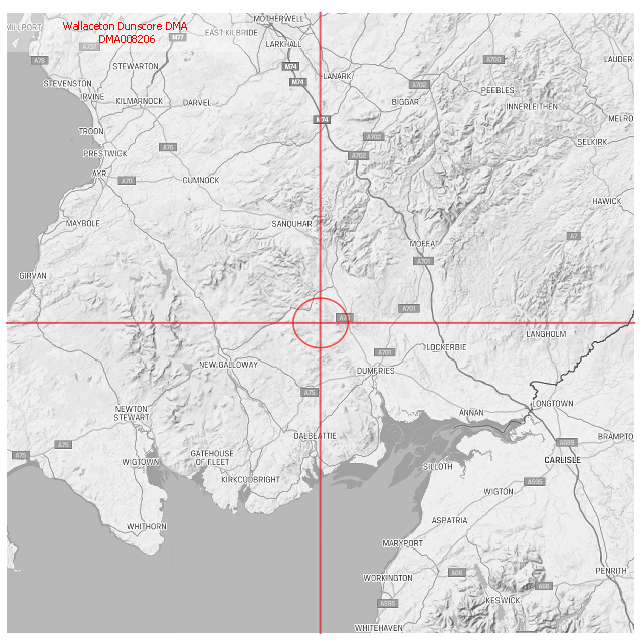 MOTHERWELL
MILLPORT
Wallaceton Dunscore DMA
EAST KILBRIDE
M77
DMA008206
LARKHALL
A737
A78
A703
LAUDER
STEWARTON
M74
LANARK
STEVENSTON
M74
A702
PEEBLES
IRVINE
KILMARNOCK
DARVEL
BIGGAR
INNERLEITHEN
M74
MELRO
TROON
A702
SELKIRK
PRESTWICK
A76
A702
AYR
A70
CUMNOCK
HAWICK
MAYBOLE
SANQUHAR
A7
MOFFAT
A701
GIRVAN
A701
LANGHOLM
LOCKERBIE
A701
NEW GALLOWAY
DUMFRIES
A75
LONGTOWN
NEWTON
STEWART
ANNAN
DALBEATTIE
BRAMPTO
A75
A689
A75
GATEHOUSE
OF FLEET
WIGTOWN
CARLISLE
SILLOTH
KIRKCUDBRIGHT
A595
WIGTON
ASPATRIA
WHITHORN
MARYPORT
PENRITH
WORKINGTON
A66
A66
KESWICK
A595
WHITEHAVEN